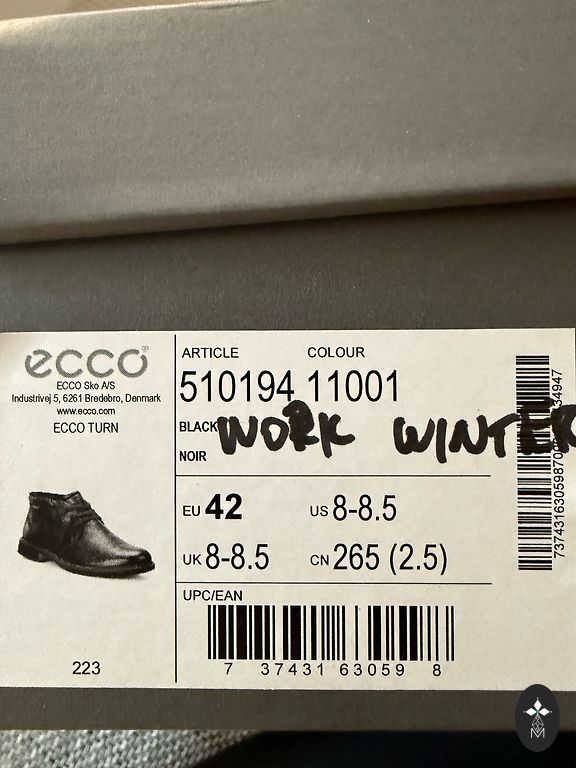 ecco
ECCO Sko A/S
Industrivej 5, 6261 Bredebro, Denmark
www.ecco.com
ECCO TURN
223
ARTICLE COLOUR
510194 11001
BLACK
NOIR
WORK WINTER
EU 42 US 8-8.5
UK 8-8.5 CN 265 (2.5)
UPC/EAN
7 37431 63059 8
M